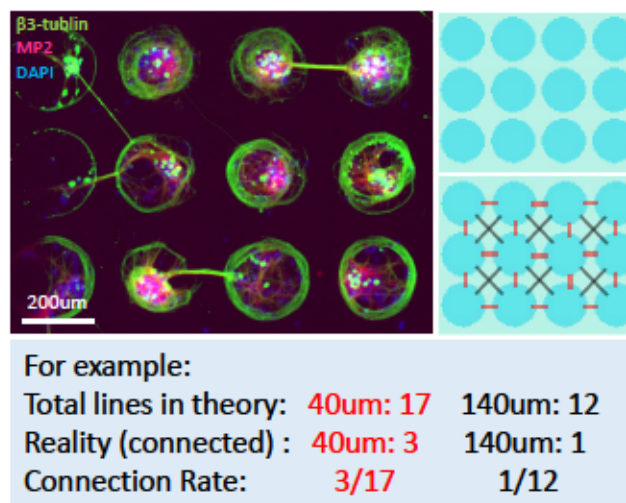 β3-tublin
MP2
DAPI
200um
For example:
Total lines in theory: 40um: 17 140um: 12
Reality (connected) : 40um: 3 140um: 1
Connection Rate: 3/17 1/12